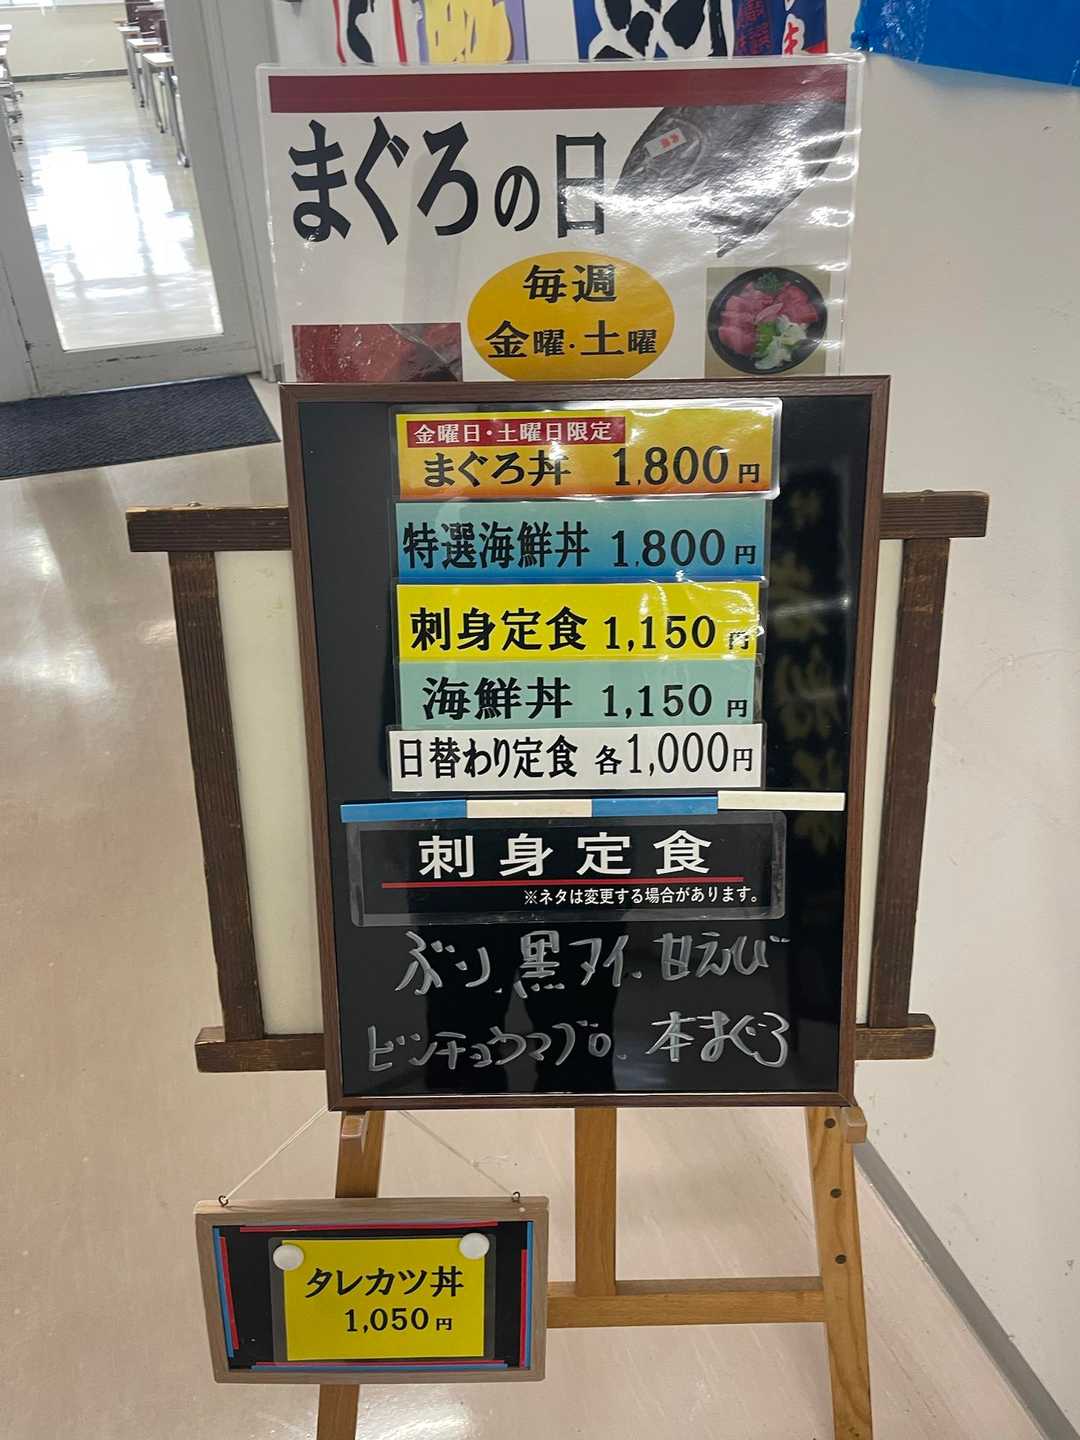 まぐろの日
毎週
金曜・土曜
金曜日・土曜日限定
まぐろ丼 1,800円
特選海鮮丼 1,800円
刺身定食 1,150円
海鮮丼 1,150円
日替わり定食 各1,000円
刺身定食
※ネタは変更する場合があります。
ぶり、黒マイ、甘えび
ビンチョウマグロ、本まぐろ
タレカツ丼
1,050円